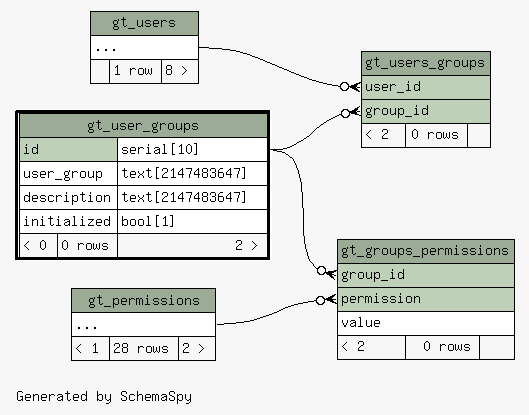 gt_users
...
1 row 8 >
gt_users_groups
user_id
group_id
< 2 0 rows
gt_user_groups
id serial[10]
user_group text[2147483647]
description text[2147483647]
initialized bool[1]
< 0 0 rows 2 >
gt_groups_permissions
group_id
permission
value
< 2 0 rows
gt_permissions
...
< 1 28 rows 2 >
Generated by SchemaSpy